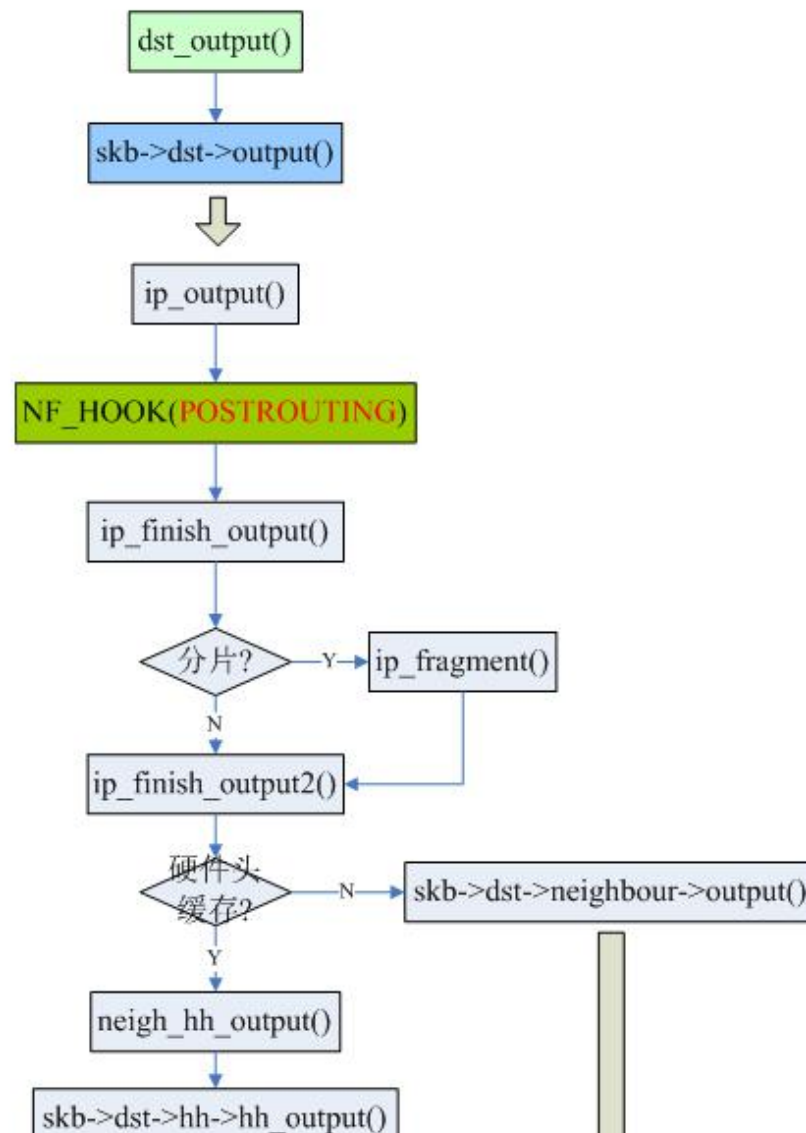 dst_output()
skb->dst->output()
ip_output()
NF_HOOK(POSTROUTING)
ip_finish_output()
分片?
Y
ip_fragment()
N
ip_finish_output2()
硬件头
缓存?
N
skb->dst->neighbour->output()
Y
neigh_hh_output()
skb->dst->hh->hh_output()